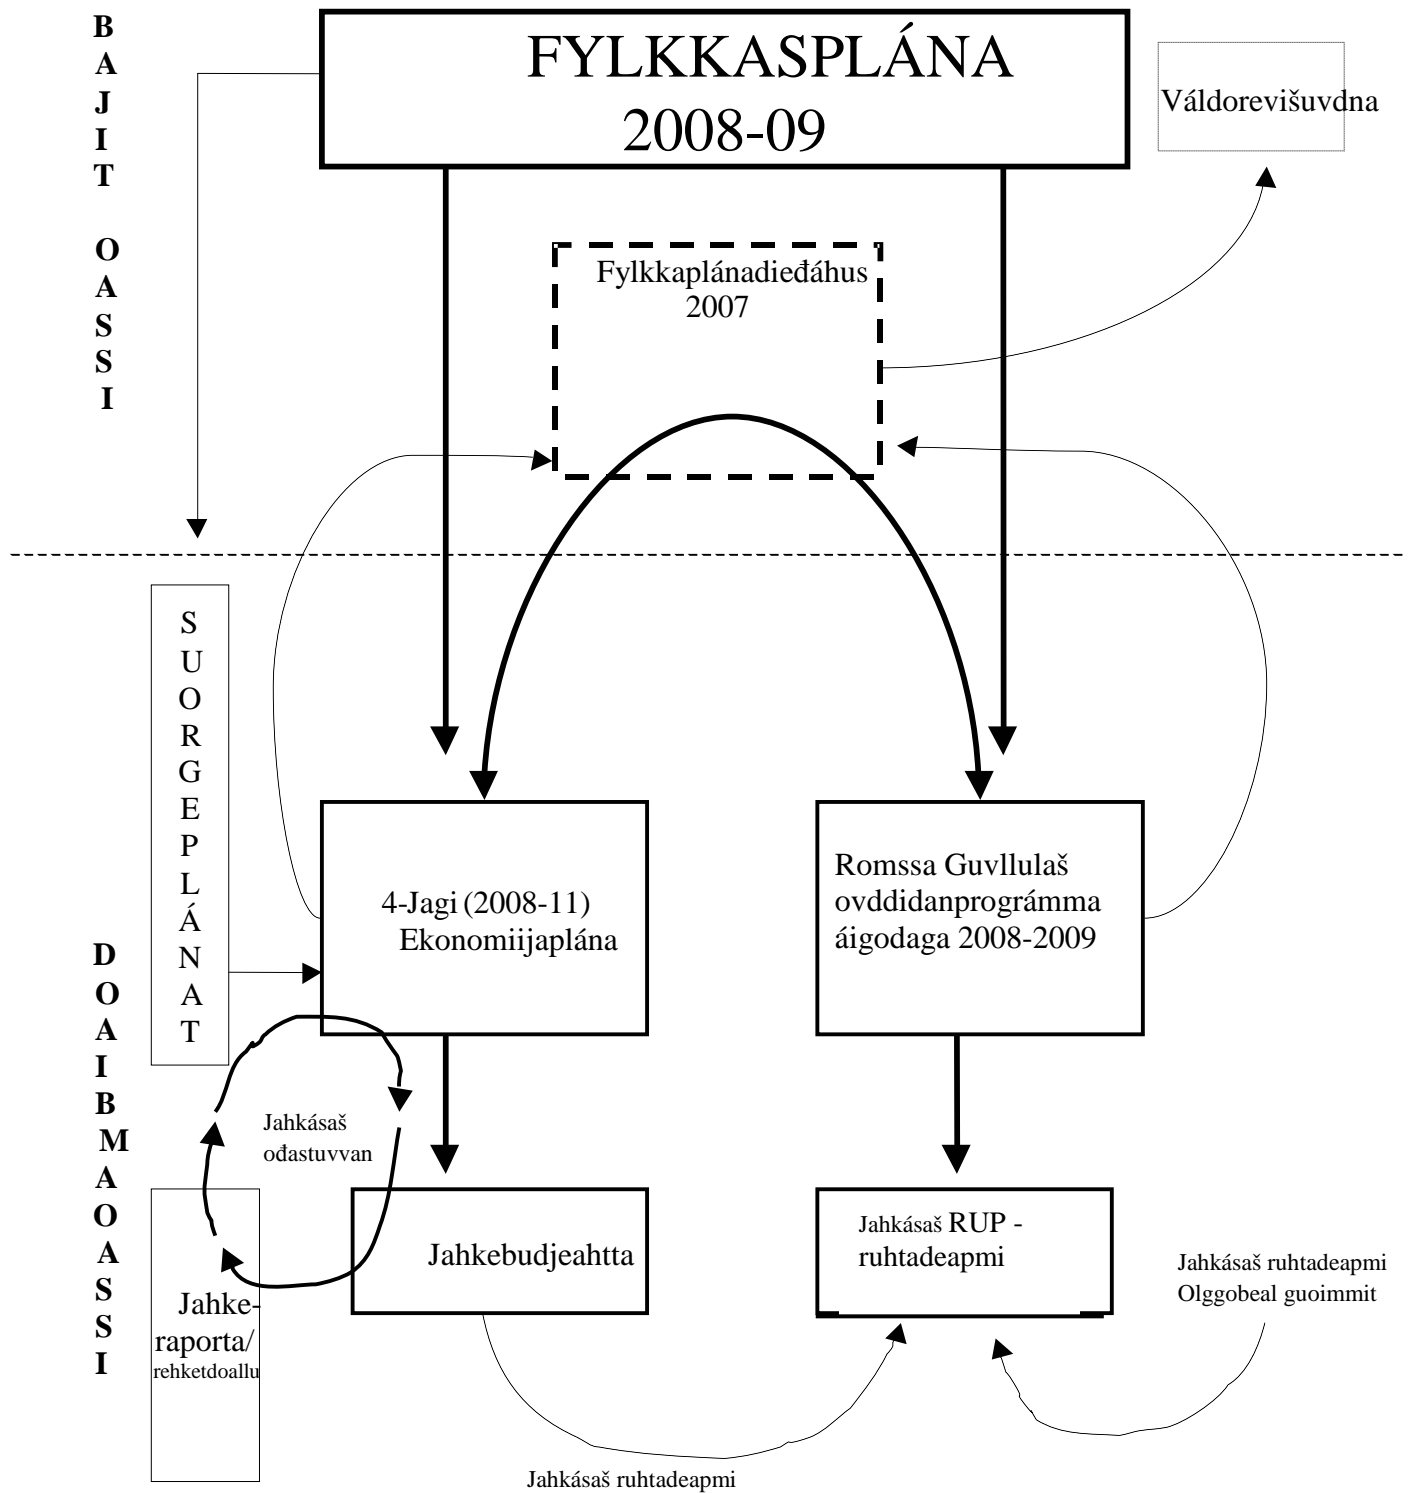 BAJIT OASSI
FYLKKASPLÁNA
2008-09
Váldorevišuvdna
Fylkkaplánadieđáhus
2007
SUORGEPLÁNAT
DOAIBMAOASSI
4-Jagi (2008-11)
Ekonomiijaplána
Romssa Guvllulaš
ovddidanprográmma
áigodaga 2008-2009
Jahkásaš
ođastuvvan
Jahkebudjeahtta
Jahkásaš RUP -
ruhtadeapmi
Jahkásaš ruhtadeapmi
Olggobeal guoimmit
Jahke-
raporta/
rehketdoallu
Jahkásaš ruhtadeapmi